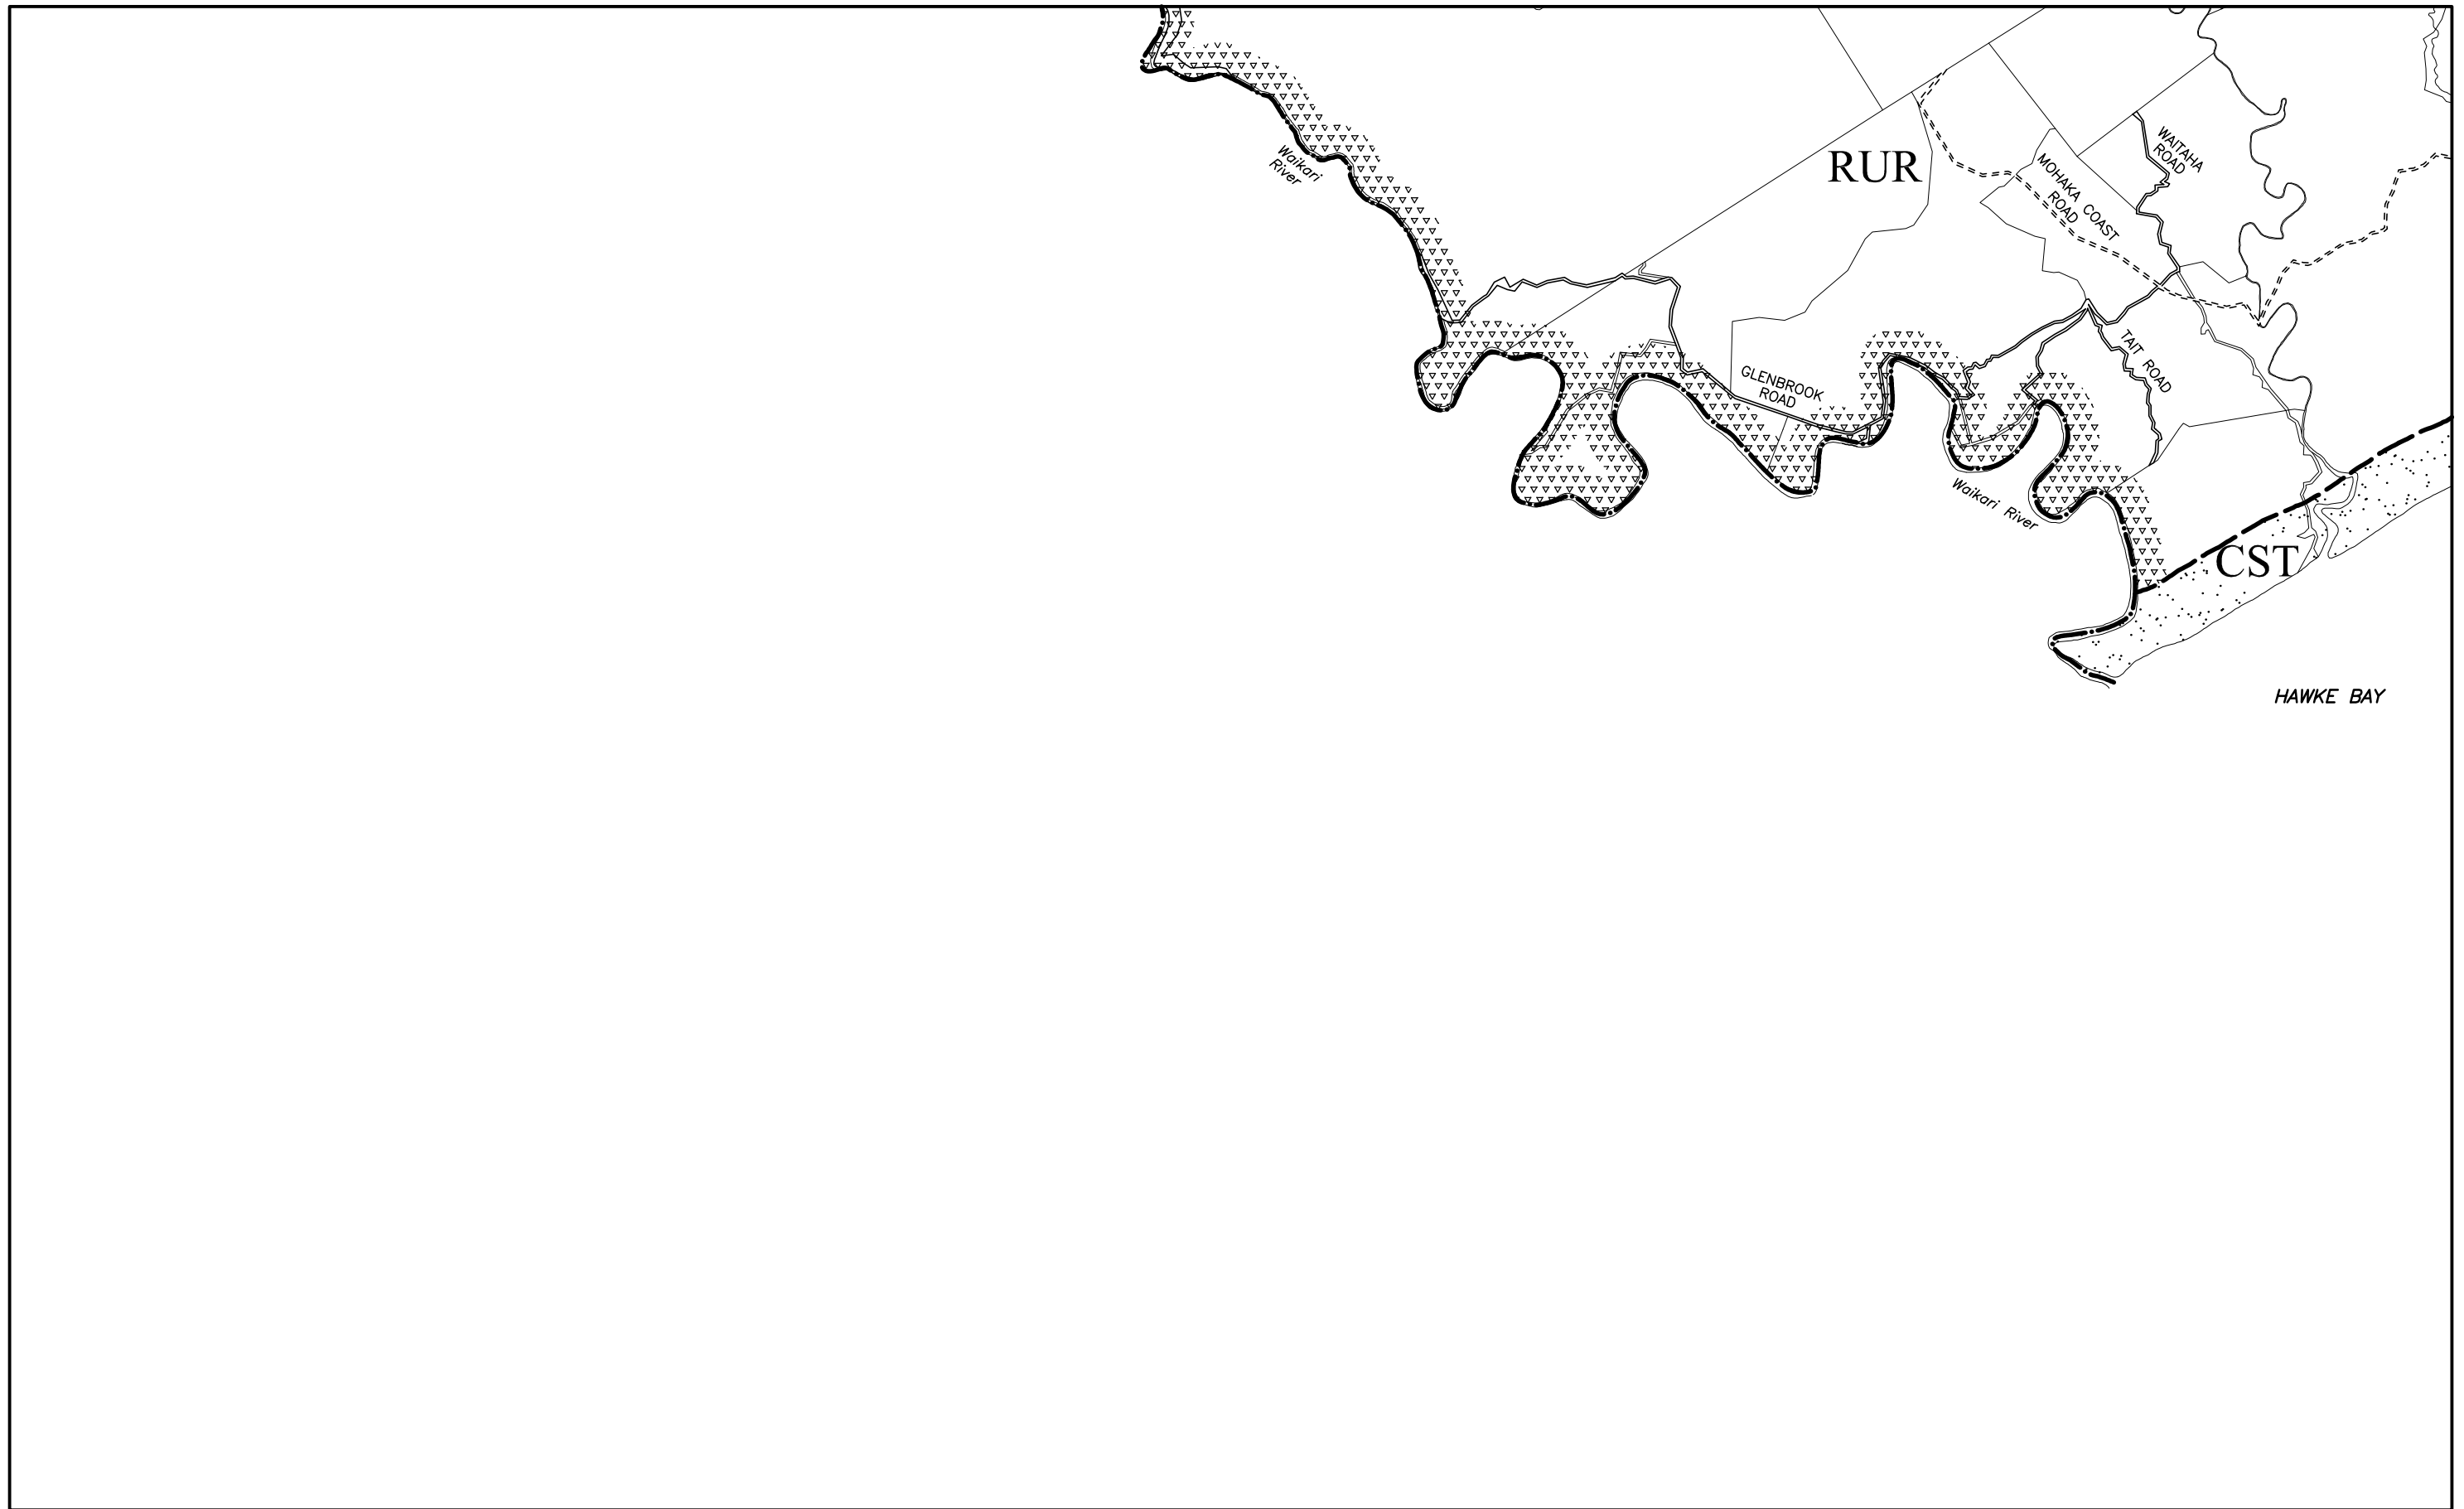 Waikari
River
RUR
WAITAHA
ROAD
MOHAKA COAST
ROAD
TAIT ROAD
GLENBROOK
ROAD
Waikari River
CST
HAWKE BAY